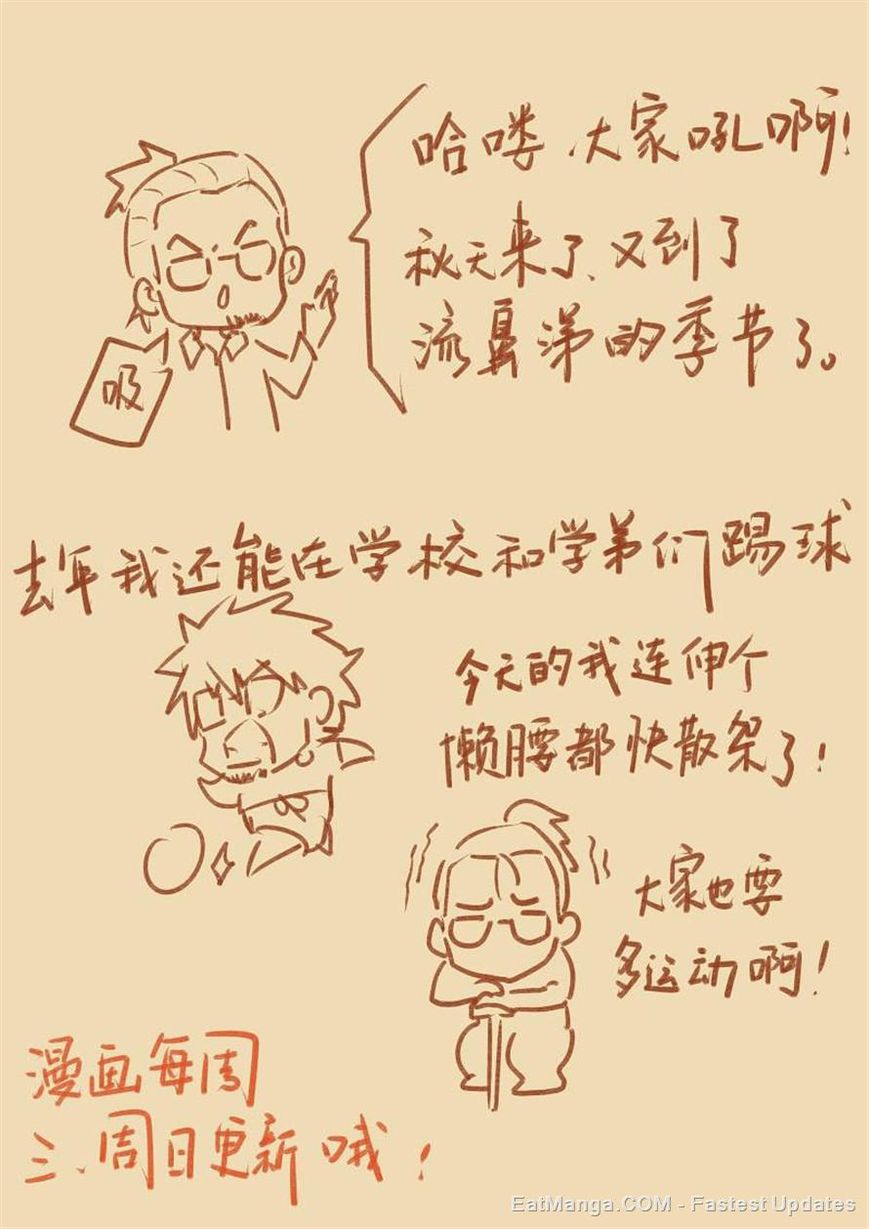 哈喽、大家吼啊!
秋天来了、又到了
流鼻涕的季节了。
吸
去年我还能在学校和学弟们踢球
今天的我连伸个
懒腰都快散架了!
大家也要
多运动啊!
漫画每周
三、周日更新哦!
EatManga.COM - Fastest Updates